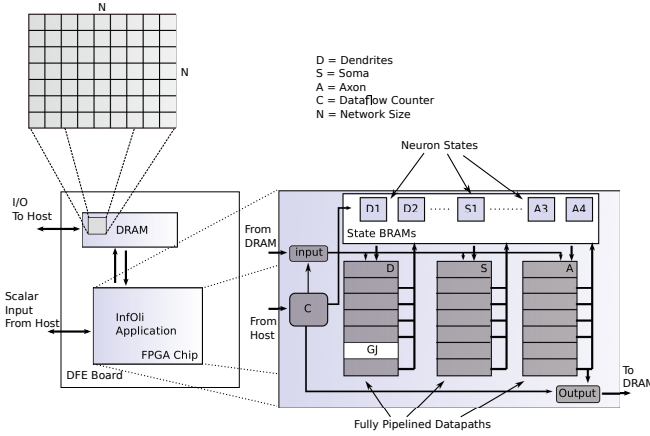 N
N
D = Dendrites
S = Soma
A = Axon
C = Dataflow Counter
N = Network Size
Neuron States
D1 D2 S1 A3 A4
State BRAMs
I/O
To Host
DRAM
From
DRAM
input
D
S
A
Scalar
Input
From Host
InfOli
Application
FPGA Chip
DFE Board
C
From
Host
GJ
Output
To
DRAM
Fully Pipelined Datapaths